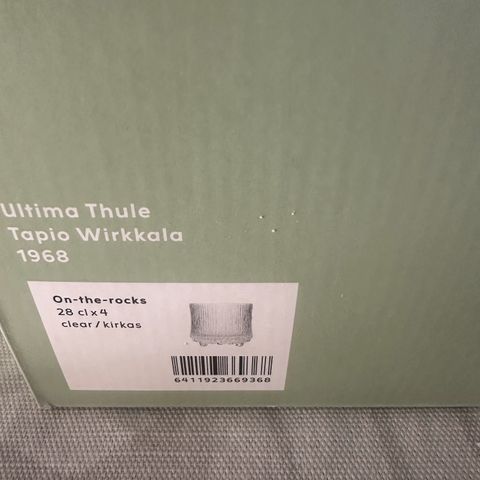 Ultima Thule
Tapio Wirkkala
1968
On-the-rocks
28 cl x 4
clear / kirkas
6411923669368